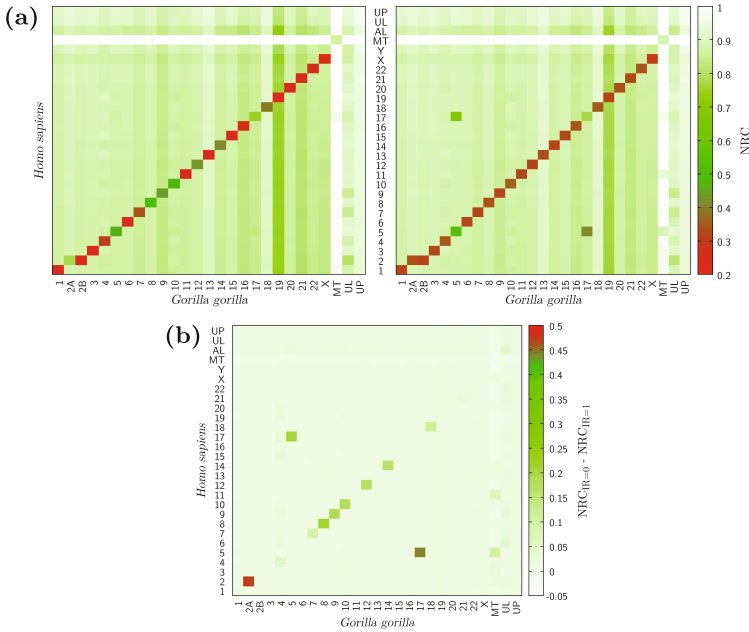 (a)
UP
UL
AL
MT
Y
X
22
21
20
19
18
17
16
15
14
13
12
11
10
9
8
7
6
5
4
3
2
1
Homo sapiens
1 2A 2B 3 4 5 6 7 8 9 10 11 12 13 14 15 16 17 18 19 20 21 22 X MT UL UP
Gorilla gorilla
1 2A 2B 3 4 5 6 7 8 9 10 11 12 13 14 15 16 17 18 19 20 21 22 X MT UL UP
Gorilla gorilla
1
0.9
0.8
0.7
0.6
0.5
0.4
0.3
0.2
NRC
(b)
UP
UL
AL
MT
Y
X
22
21
20
19
18
17
16
15
14
13
12
11
10
9
8
7
6
5
4
3
2
1
Homo sapiens
1 2A 2B 3 4 5 6 7 8 9 10 11 12 13 14 15 16 17 18 19 20 21 22 X MT UL UP
Gorilla gorilla
0.5
0.45
0.4
0.35
0.3
0.25
0.2
0.15
0.1
0.05
0
-0.05
NRC_IR=0 - NRC_IR=1